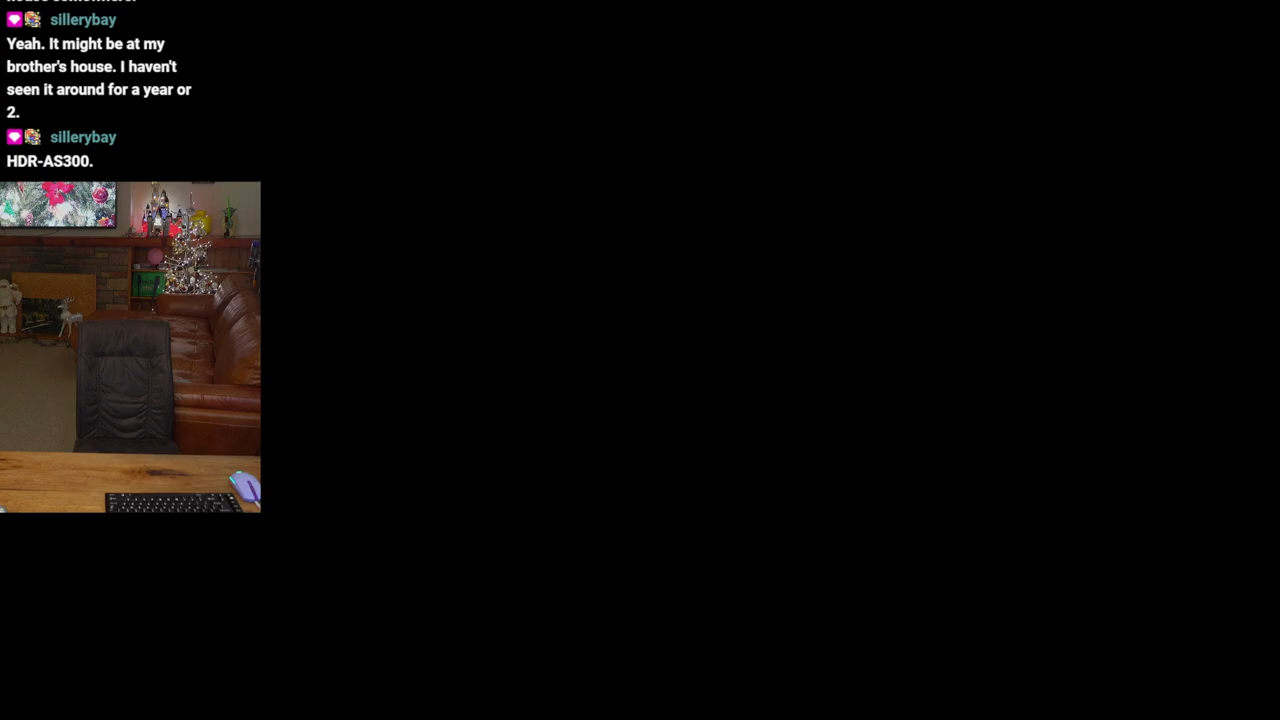 sillerybay
Yeah. It might be at my
brother's house. I haven't
seen it around for a year or
2.
sillerybay
HDR-AS300.